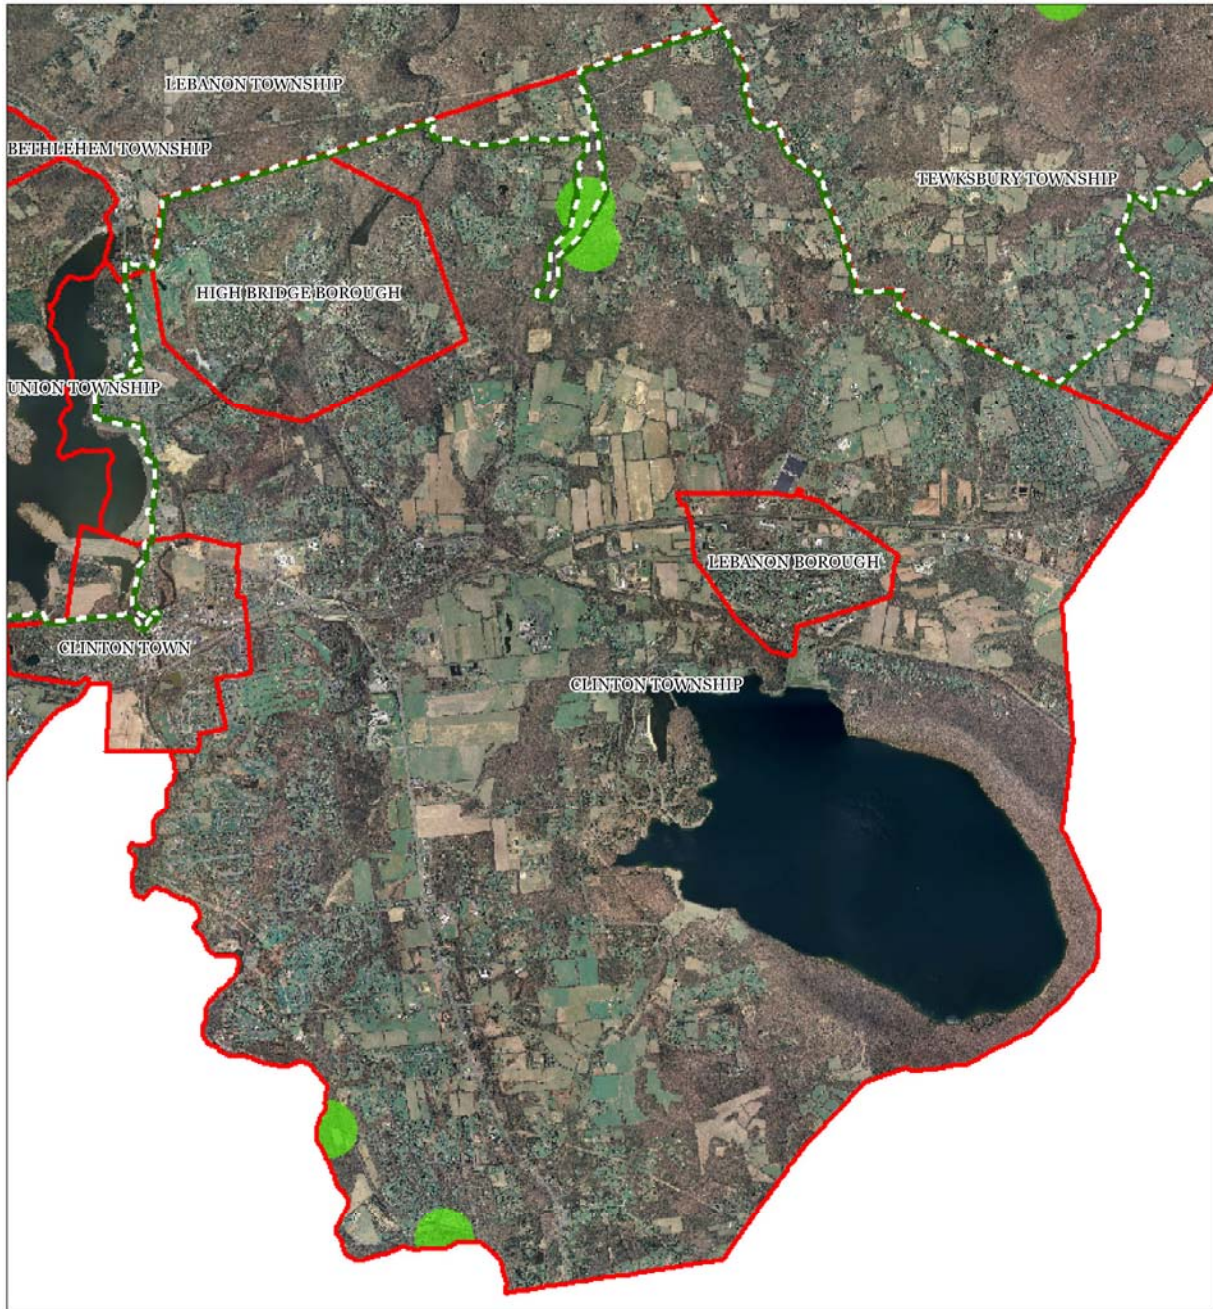 LEBANON TOWNSHIP
BETHLEHEM TOWNSHIP
TEWKSBURY TOWNSHIP
HIGH BRIDGE BOROUGH
UNION TOWNSHIP
LEBANON BOROUGH
CLINTON TOWN
CLINTON TOWNSHIP